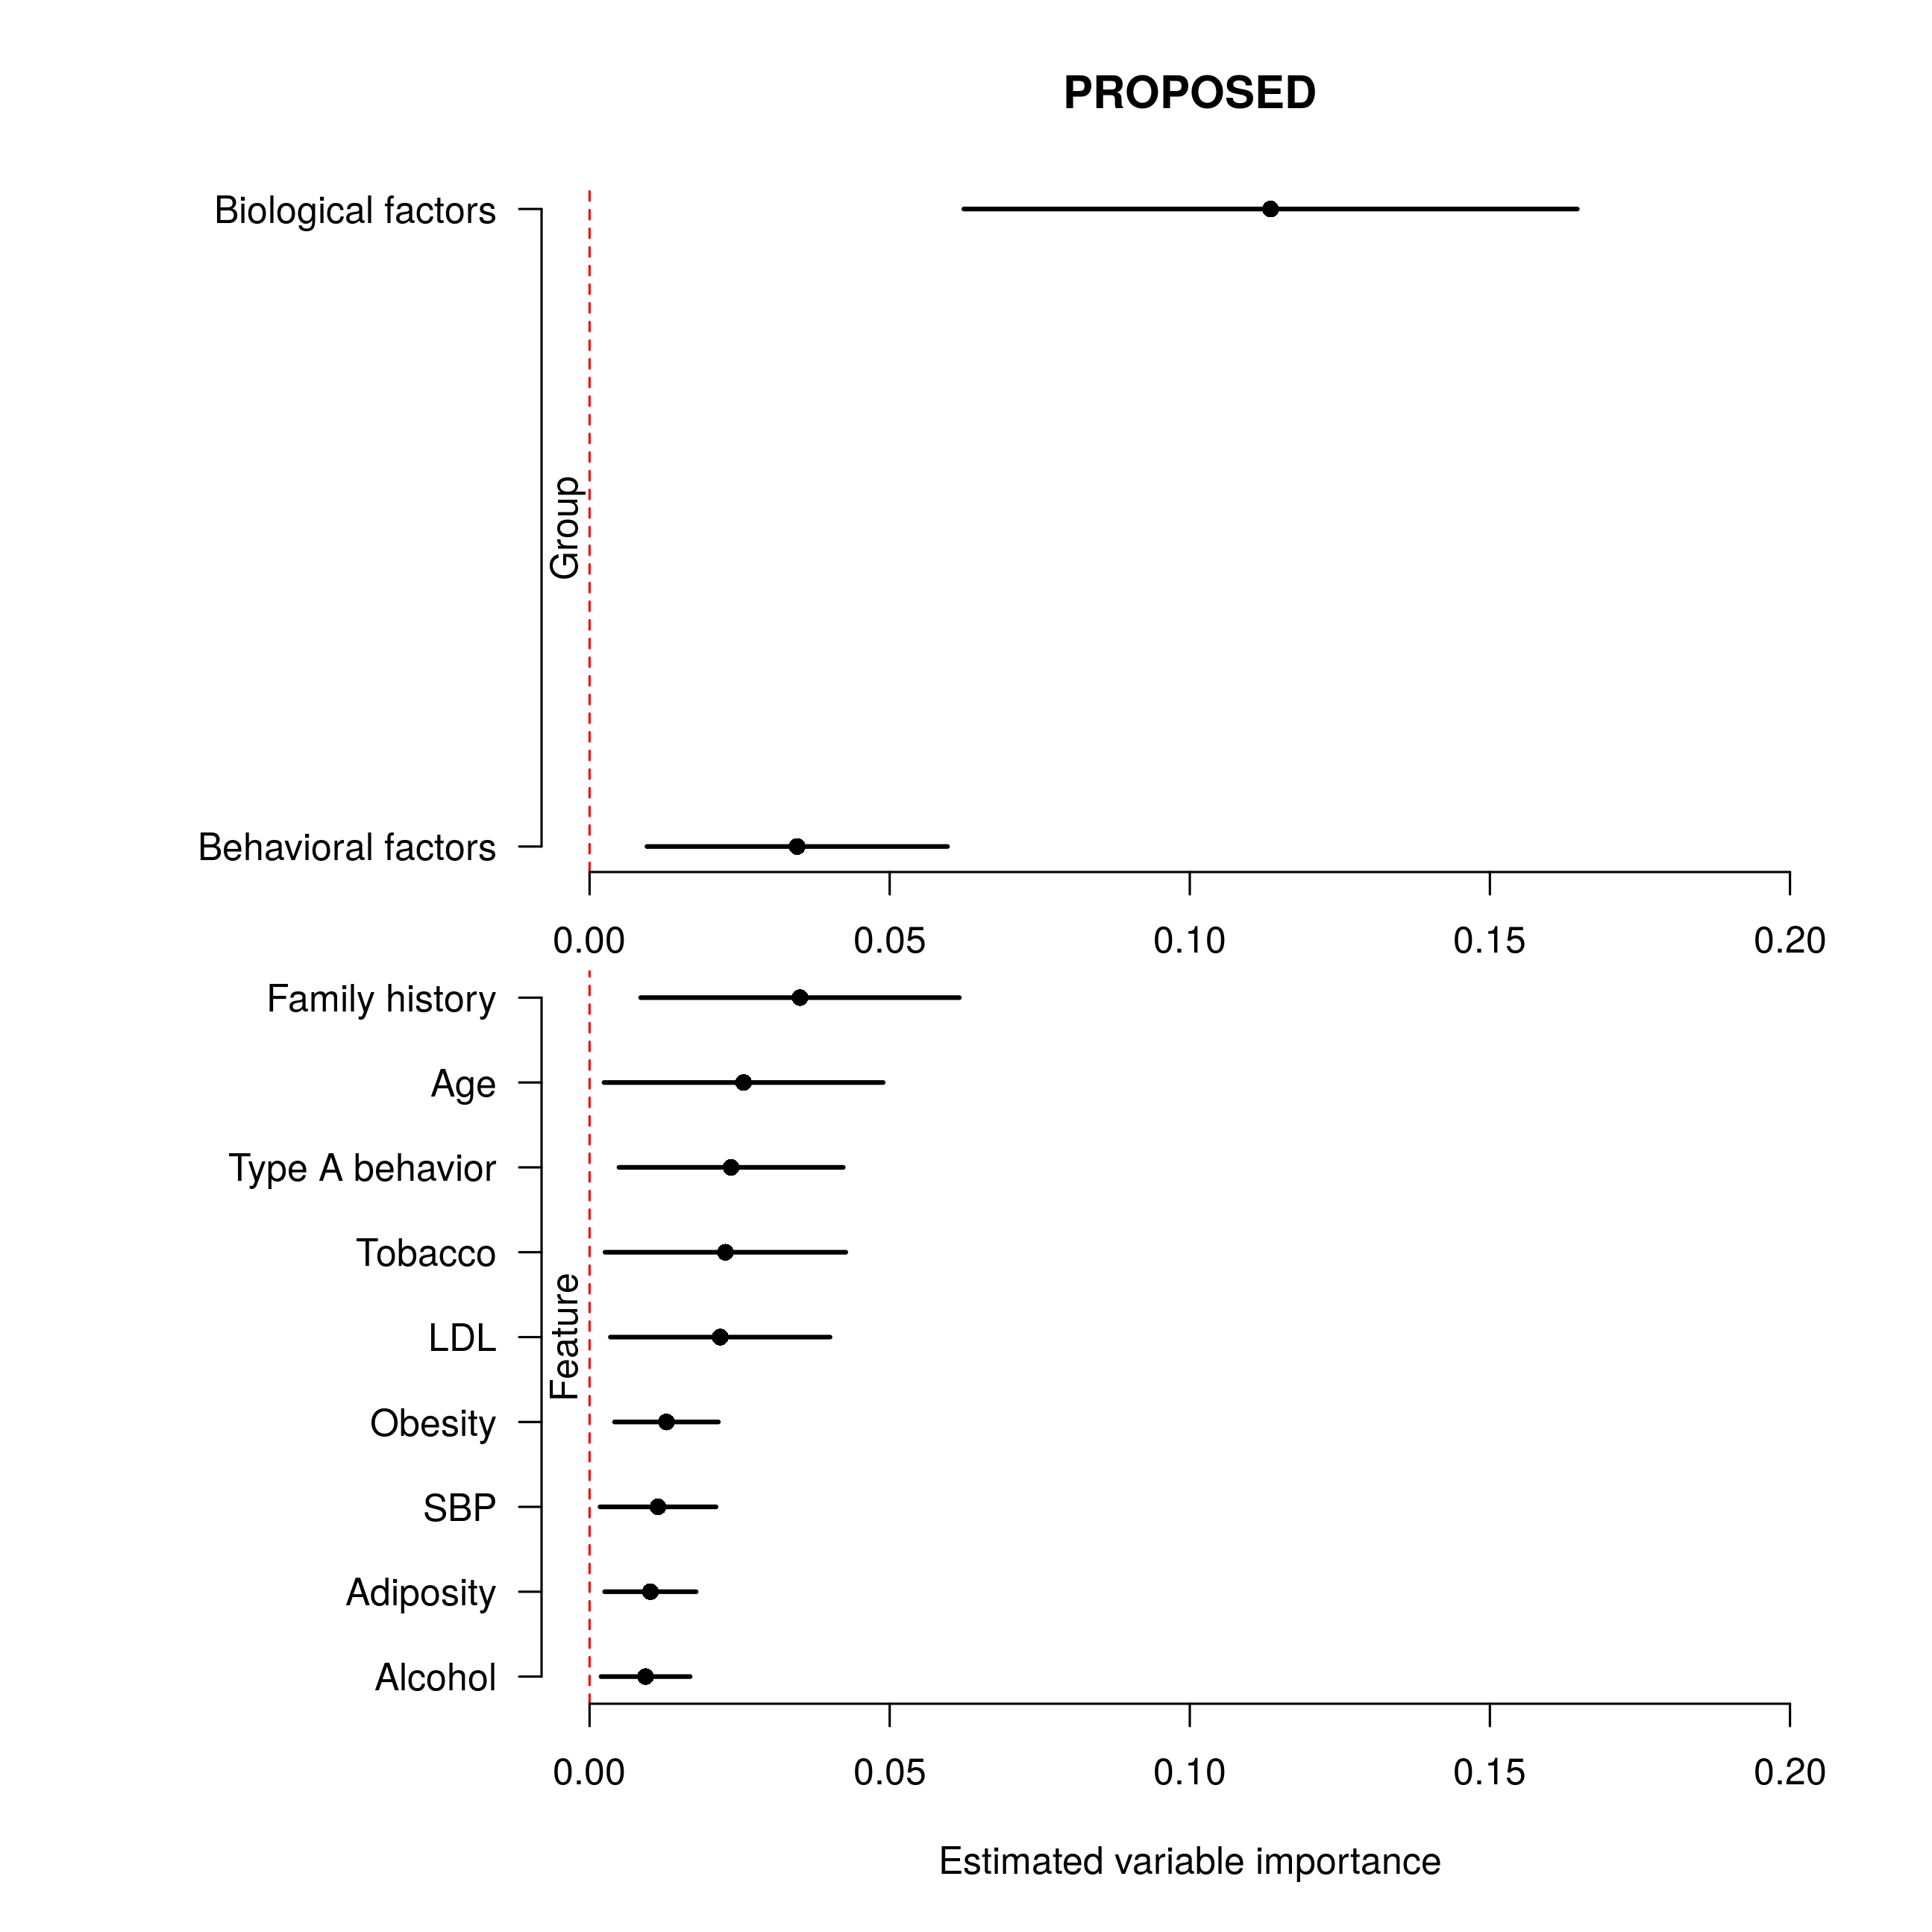 PROPOSED
Biological factors
Group
Behavioral factors
0.00 0.05 0.10 0.15 0.20
Family history
Age
Type A behavior
Tobacco
LDL
Feature
Obesity
SBP
Adiposity
Alcohol
0.00 0.05 0.10 0.15 0.20
Estimated variable importance